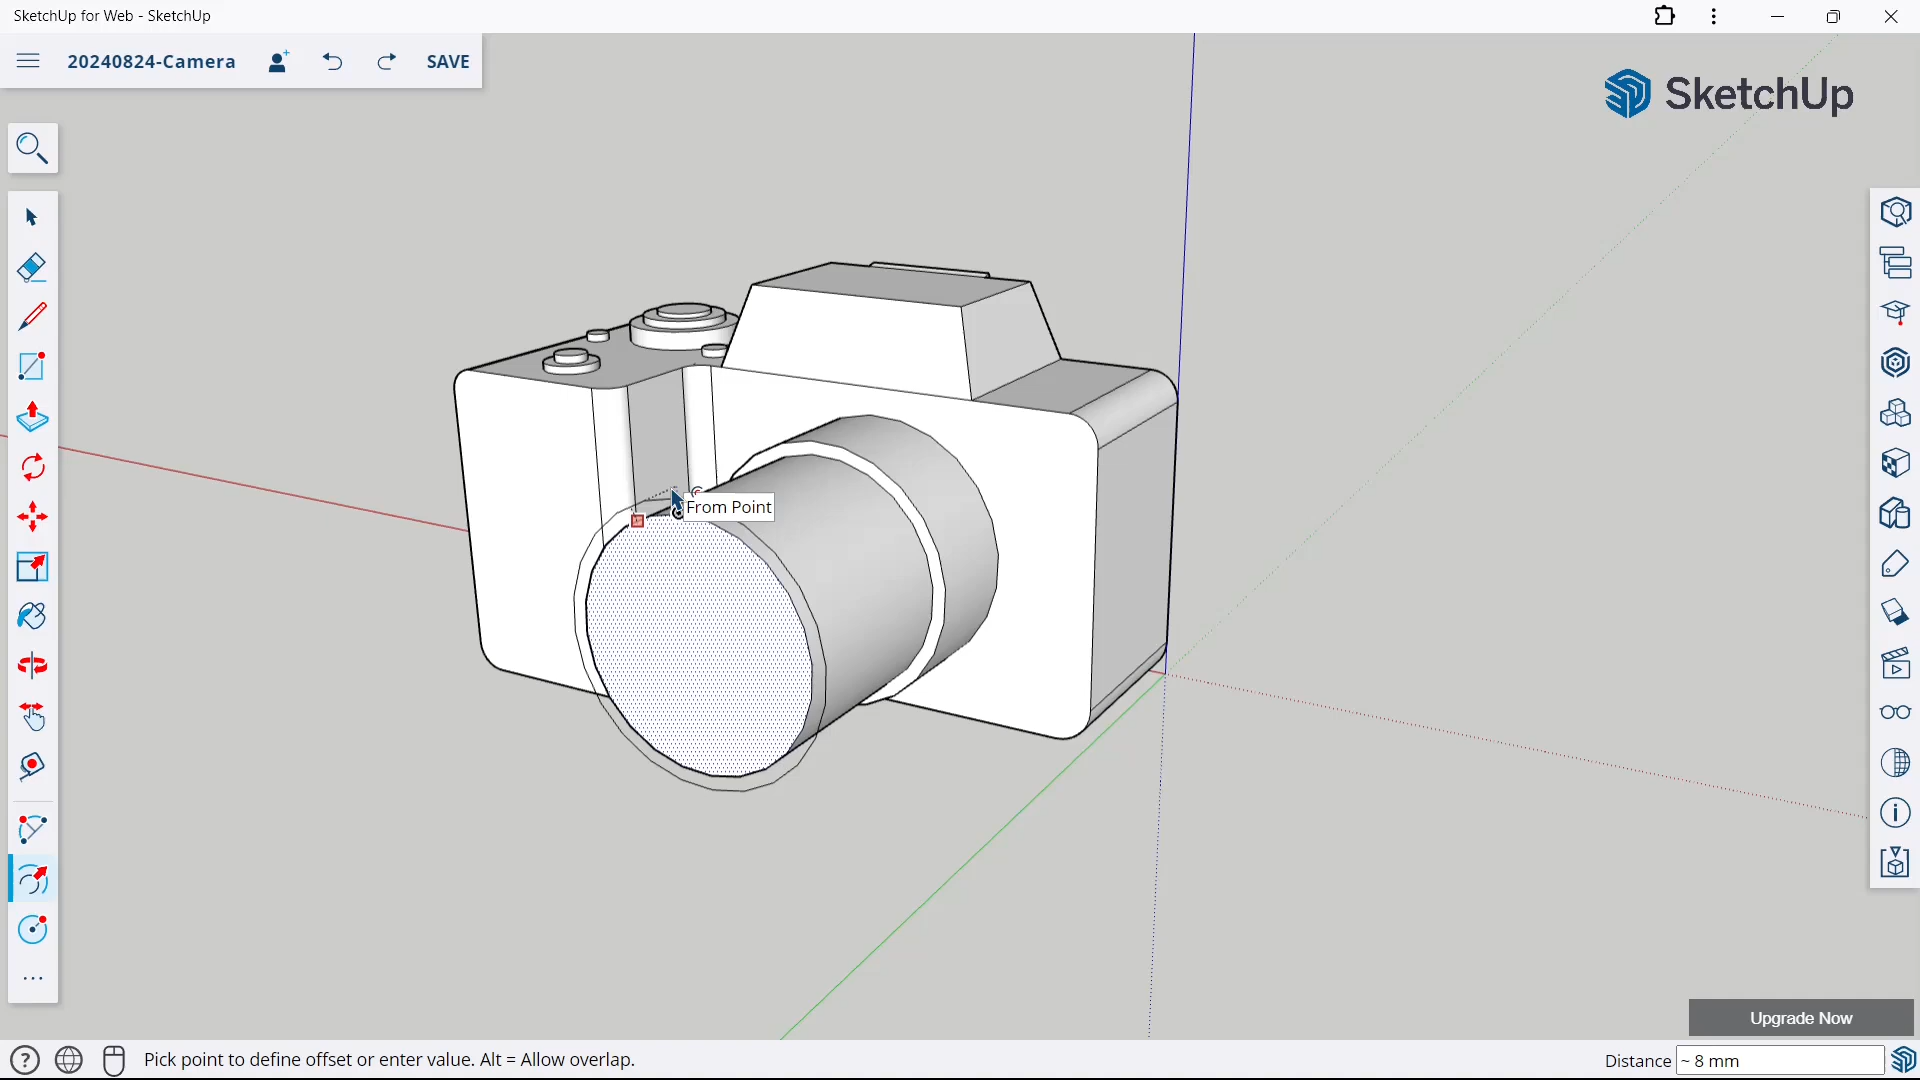 SketchUp for Web - SketchUp
20240824-Camera
SAVE
SketchUp
From Point
Upgrade Now
Pick point to define offset or enter value. Alt = Allow overlap.
Distance ~ 8 mm